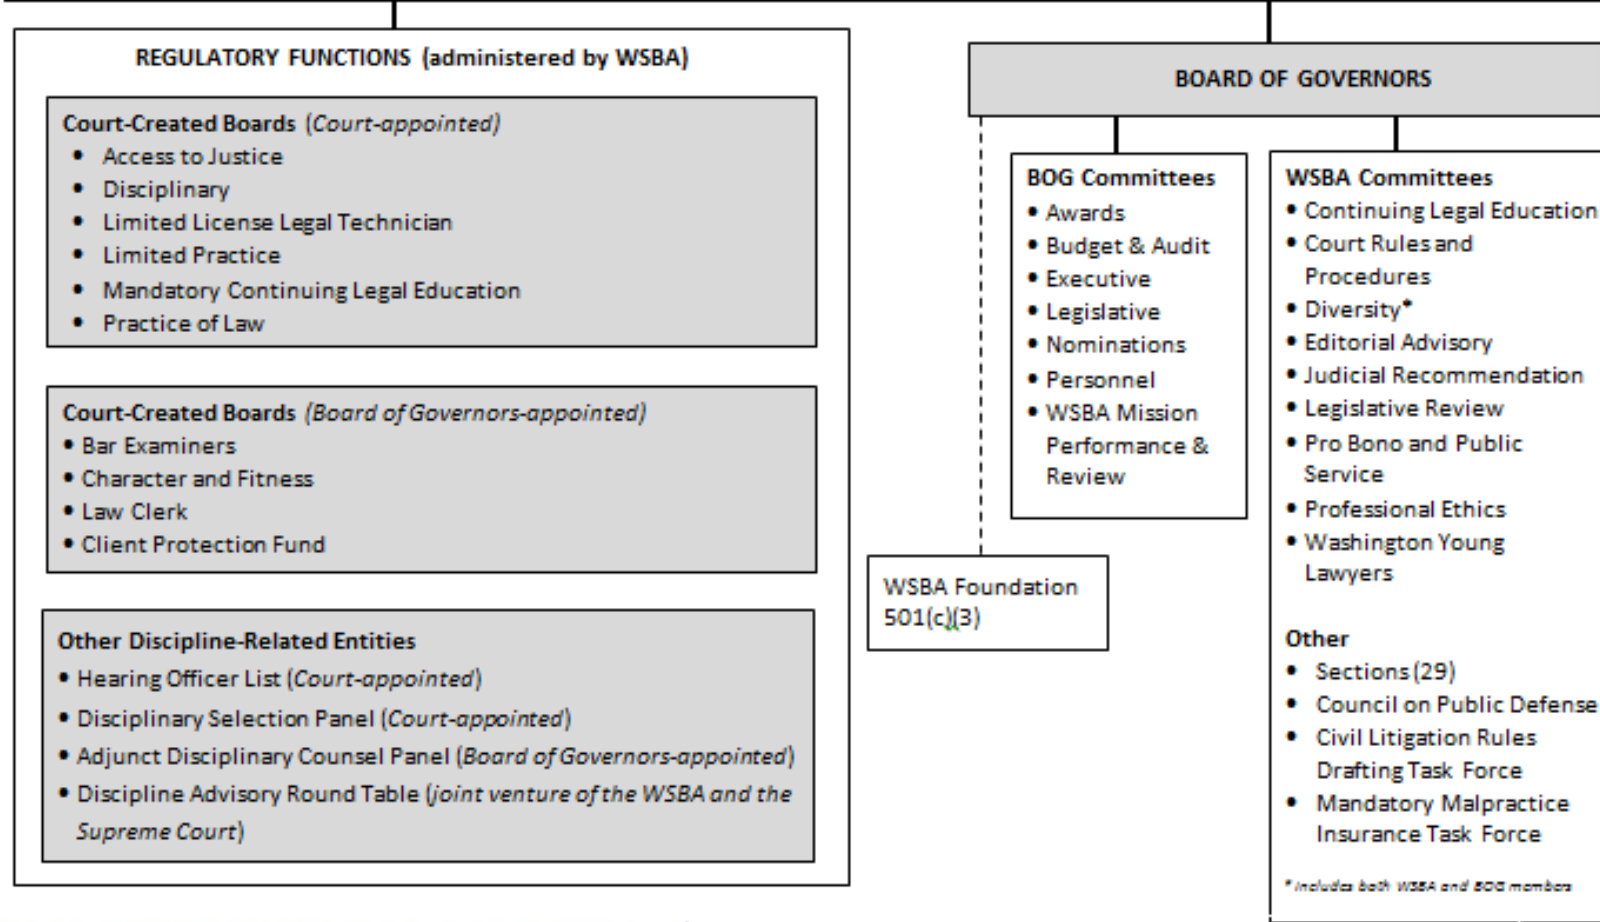 REGULATORY FUNCTIONS (administered by WSBA)
Court-Created Boards (Court-appointed)
• Access to Justice
• Disciplinary
• Limited License Legal Technician
• Limited Practice
• Mandatory Continuing Legal Education
• Practice of Law
Court-Created Boards (Board of Governors-appointed)
• Bar Examiners
• Character and Fitness
• Law Clerk
• Client Protection Fund
Other Discipline-Related Entities
• Hearing Officer List (Court-appointed)
• Disciplinary Selection Panel (Court-appointed)
• Adjunct Disciplinary Counsel Panel (Board of Governors-appointed)
• Discipline Advisory Round Table (joint venture of the WSBA and the
Supreme Court)
BOARD OF GOVERNORS
WSBA Foundation
501(c)(3)
BOG Committees
• Awards
• Budget & Audit
• Executive
• Legislative
• Nominations
• Personnel
• WSBA Mission
Performance &
Review
WSBA Committees
• Continuing Legal Education
• Court Rules and
Procedures
• Diversity*
• Editorial Advisory
• Judicial Recommendation
• Legislative Review
• Pro Bono and Public
Service
• Professional Ethics
• Washington Young
Lawyers
Other
• Sections (29)
• Council on Public Defense
• Civil Litigation Rules
Drafting Task Force
• Mandatory Malpractice
Insurance Task Force
* Includes both WSBA and BOG members